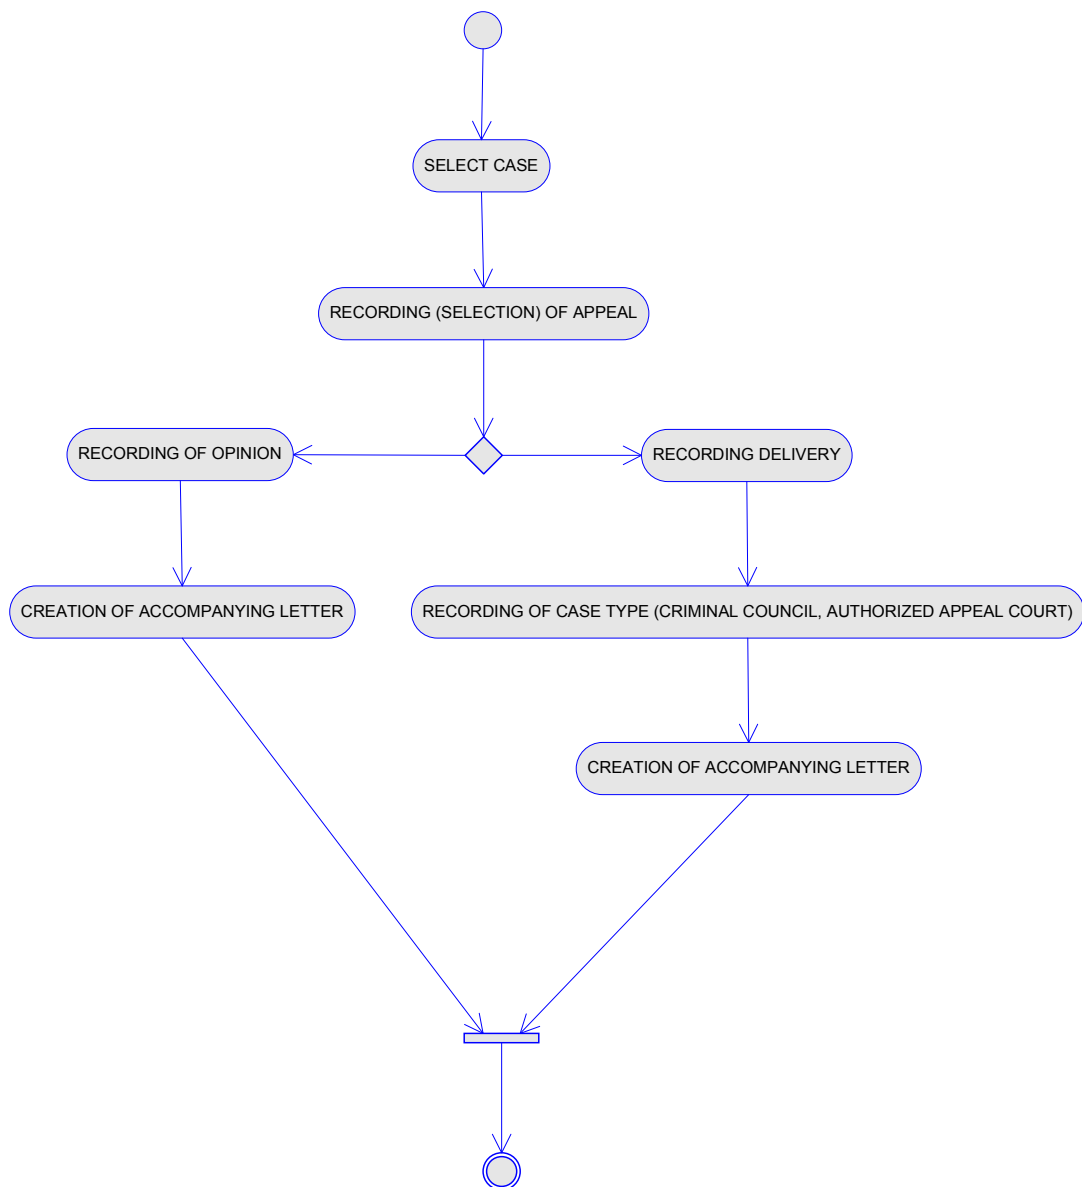 SELECT CASE
RECORDING (SELECTION) OF APPEAL
RECORDING OF OPINION
RECORDING DELIVERY
CREATION OF ACCOMPANYING LETTER
RECORDING OF CASE TYPE (CRIMINAL COUNCIL, AUTHORIZED APPEAL COURT)
CREATION OF ACCOMPANYING LETTER